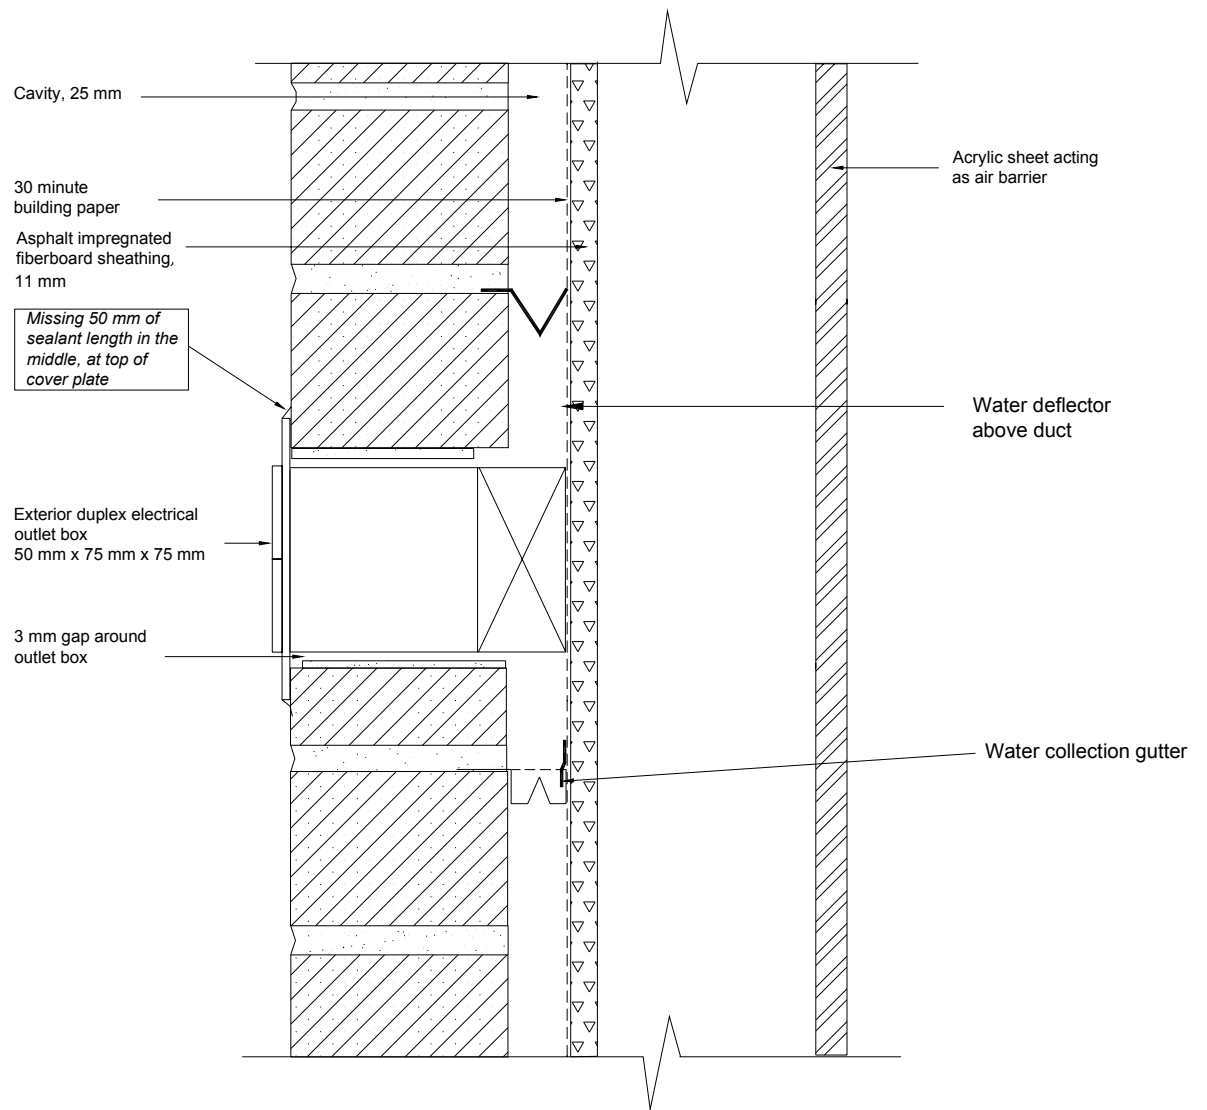 Cavity, 25 mm
Acrylic sheet acting
as air barrier
30 minute
building paper
Asphalt impregnated
fiberboard sheathing,
11 mm
Missing 50 mm of
sealant length in the
middle, at top of
cover plate
Water deflector
above duct
Exterior duplex electrical
outlet box
50 mm x 75 mm x 75 mm
3 mm gap around
outlet box
Water collection gutter